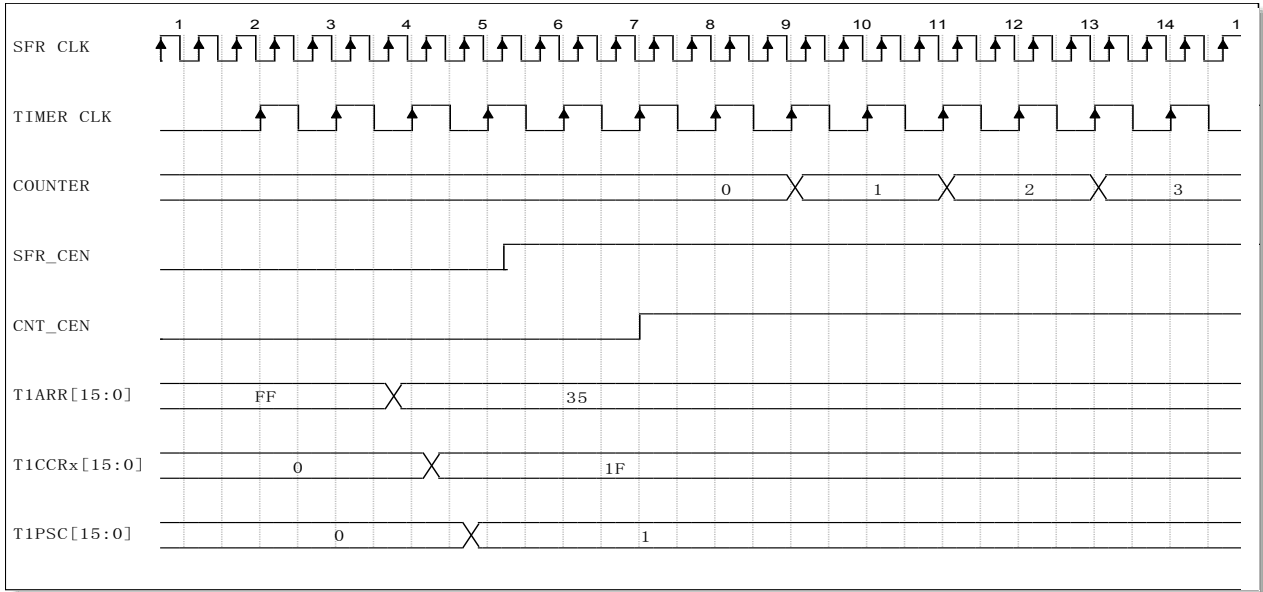 1 2 3 4 5 6 7 8 9 10 11 12 13 14 1
SFR CLK
TIMER CLK
COUNTER 0 1 2 3
SFR_CEN
CNT_CEN
T1ARR[15:0] FF 35
T1CCRx[15:0] 0 1F
T1PSC[15:0] 0 1